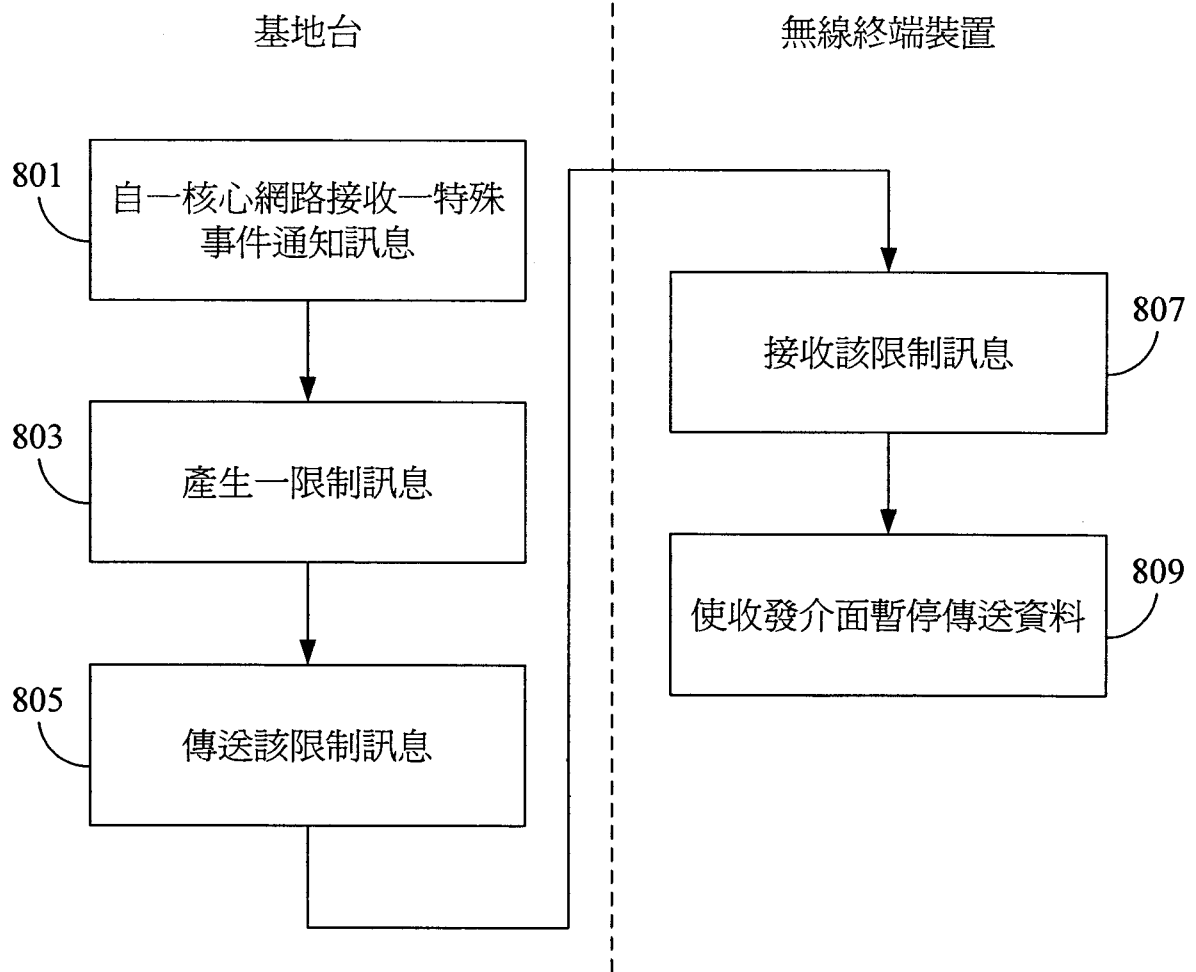 基地台
無線終端裝置
801
自一核心網路接收一特殊
事件通知訊息
803
產生一限制訊息
805
傳送該限制訊息
807
接收該限制訊息
809
使收發介面暫停傳送資料